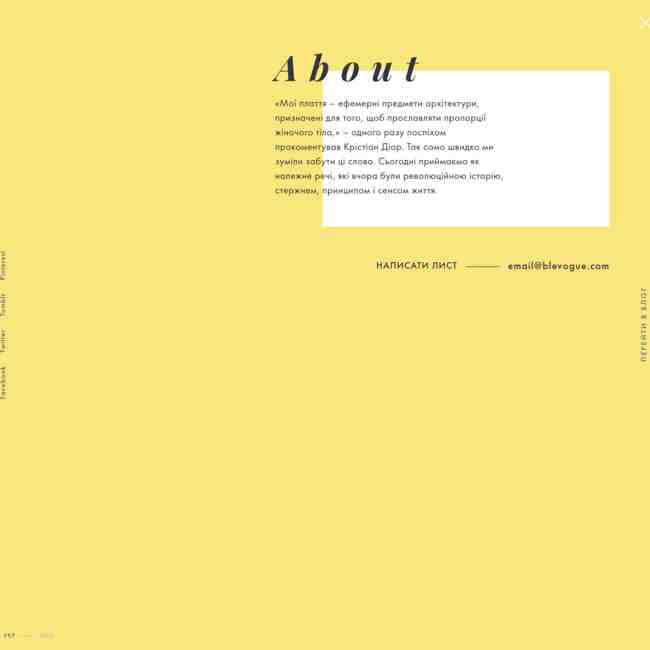 About
«Мої плаття – ефемерні предмети архітектури,
призначені для того, щоб прославляти пропорції
жіночого тіла,» – одного разу поспіхом
прокоментував Крістіан Діор. Так само швидко ми
зуміли забути ці слова. Сьогодні приймаємо як
належне речі, які вчора були революційною історію,
стержнем, принципом і сенсом життя.
НАПИСАТИ ЛИСТ email@blevogue.com
Pinterest
Tumblr
Twitter
Facebook
ПЕРЕЙТИ В БЛОГ